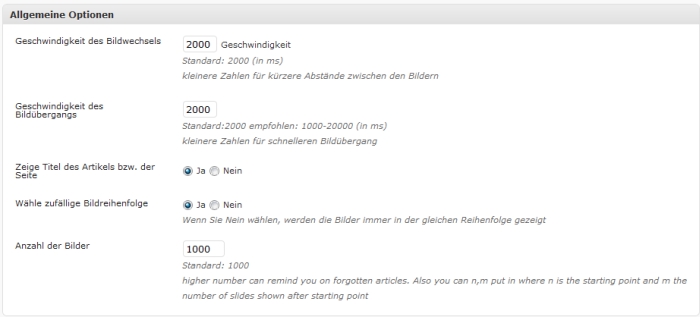 Allgemeine Optionen
Geschwindigkeit des Bildwechsels
2000 Geschwindigkeit
Standard: 2000 (in ms)
kleinere Zahlen für kürzere Abstände zwischen den Bildern
Geschwindigkeit des
Bildübergangs
2000
Standard:2000 empfohlen: 1000-20000 (in ms)
kleinere Zahlen für schnelleren Bildübergang
Zeige Titel des Artikels bzw. der
Seite
Ja Nein
Wähle zufällige Bildreihenfolge
Ja Nein
Wenn Sie Nein wählen, werden die Bilder immer in der gleichen Reihenfolge gezeigt
Anzahl der Bilder
1000
Standard: 1000
higher number can remind you on forgotten articles. Also you can n,m put in where n is the starting point and m the
number of slides shown after starting point